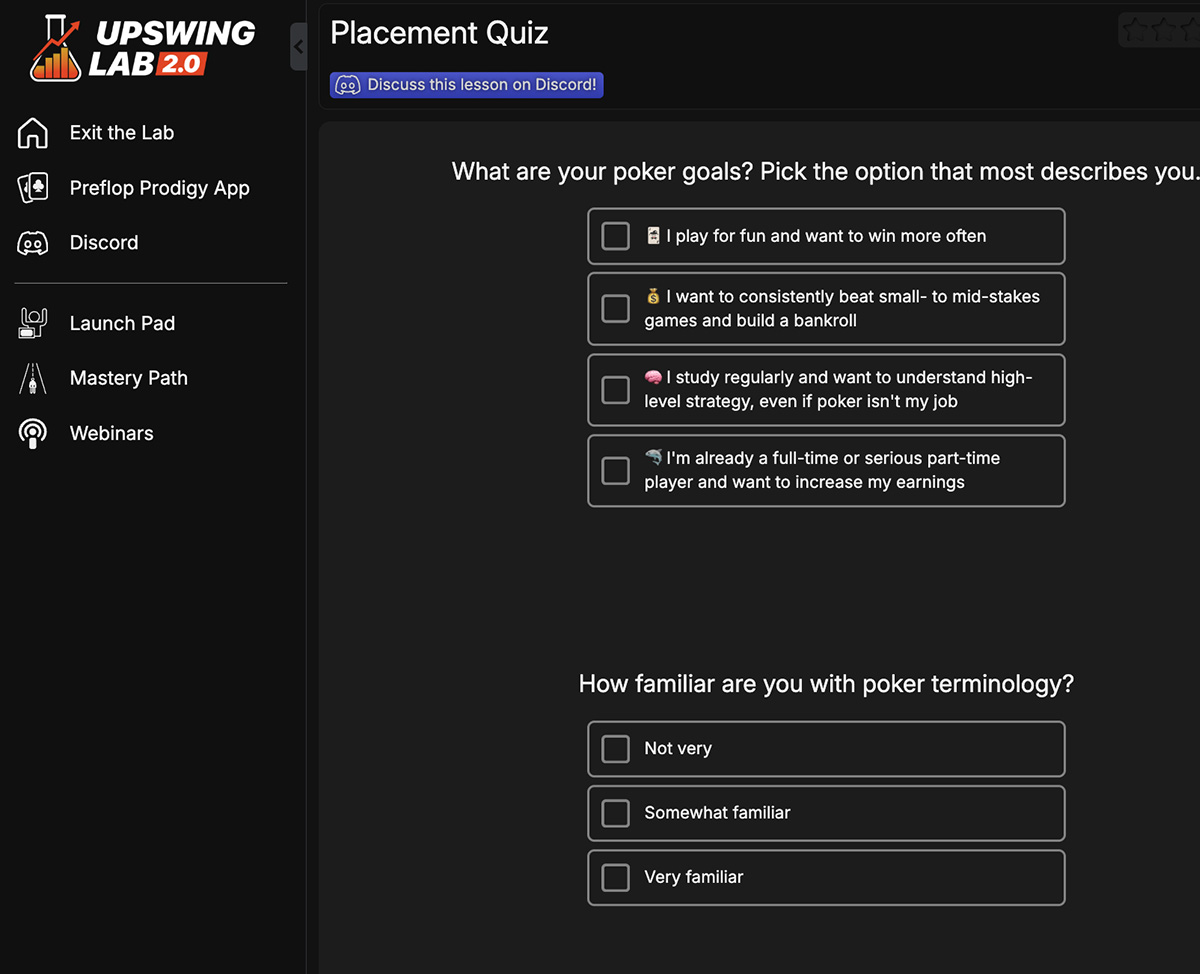 UPSWING
LAB 2.0
Exit the Lab
Preflop Prodigy App
Discord
Launch Pad
Mastery Path
Webinars
Placement Quiz
Discuss this lesson on Discord!
What are your poker goals? Pick the option that most describes you.
I play for fun and want to win more often
I want to consistently beat small- to mid-stakes
games and build a bankroll
I study regularly and want to understand high-
level strategy, even if poker isn't my job
I'm already a full-time or serious part-time
player and want to increase my earnings
How familiar are you with poker terminology?
Not very
Somewhat familiar
Very familiar